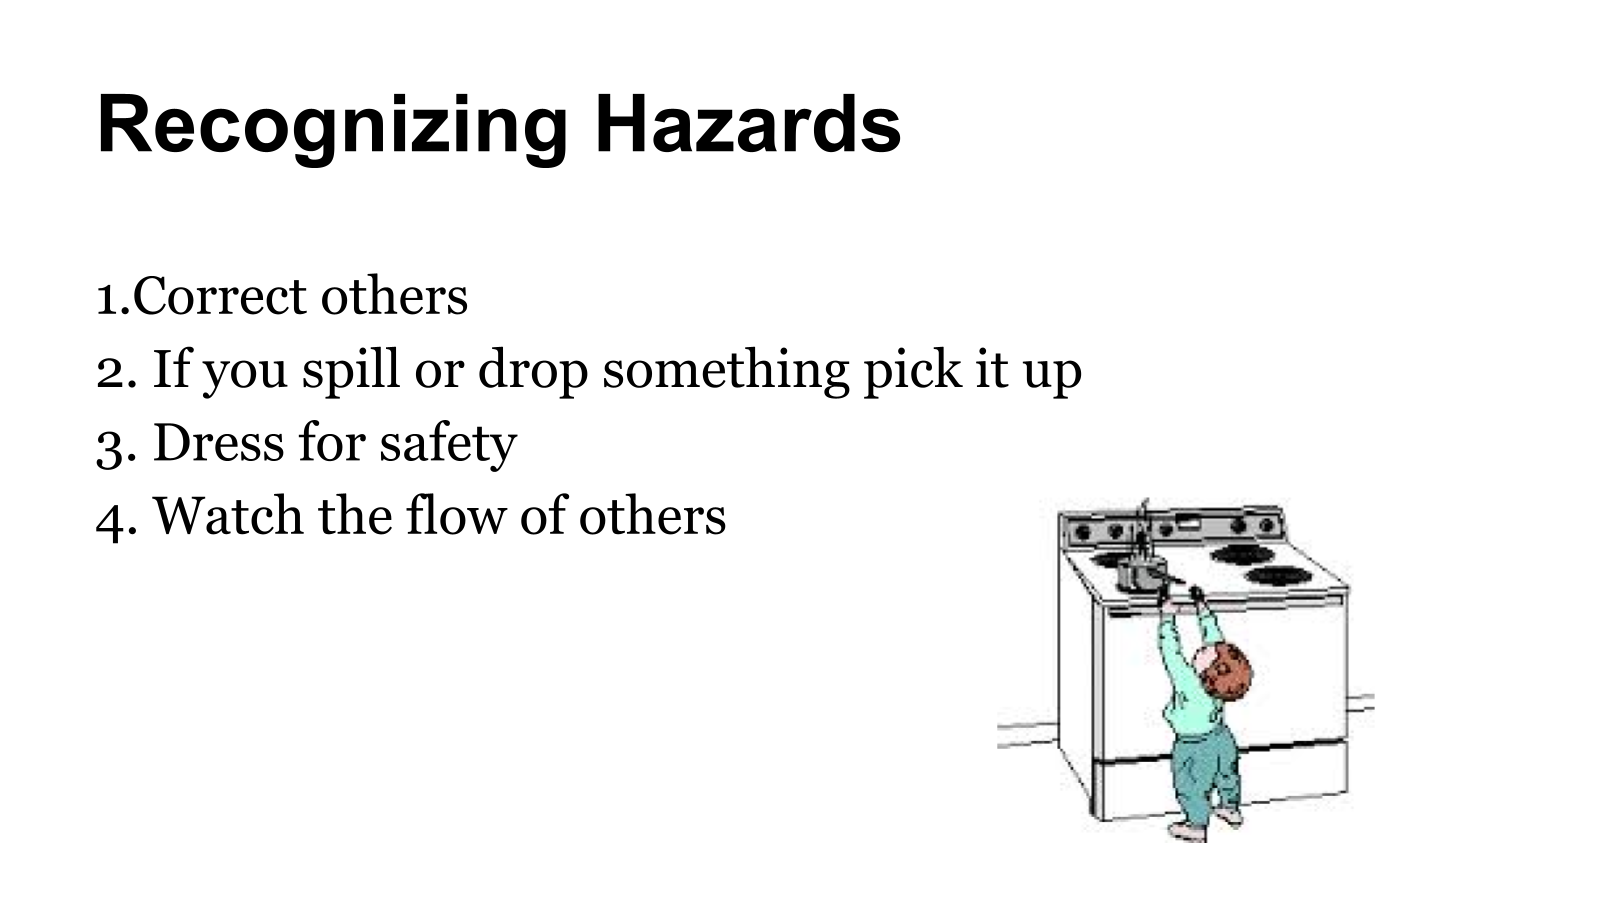 Recognizing Hazards
1.Correct others
2. If you spill or drop something pick it up
3. Dress for safety
4. Watch the flow of others